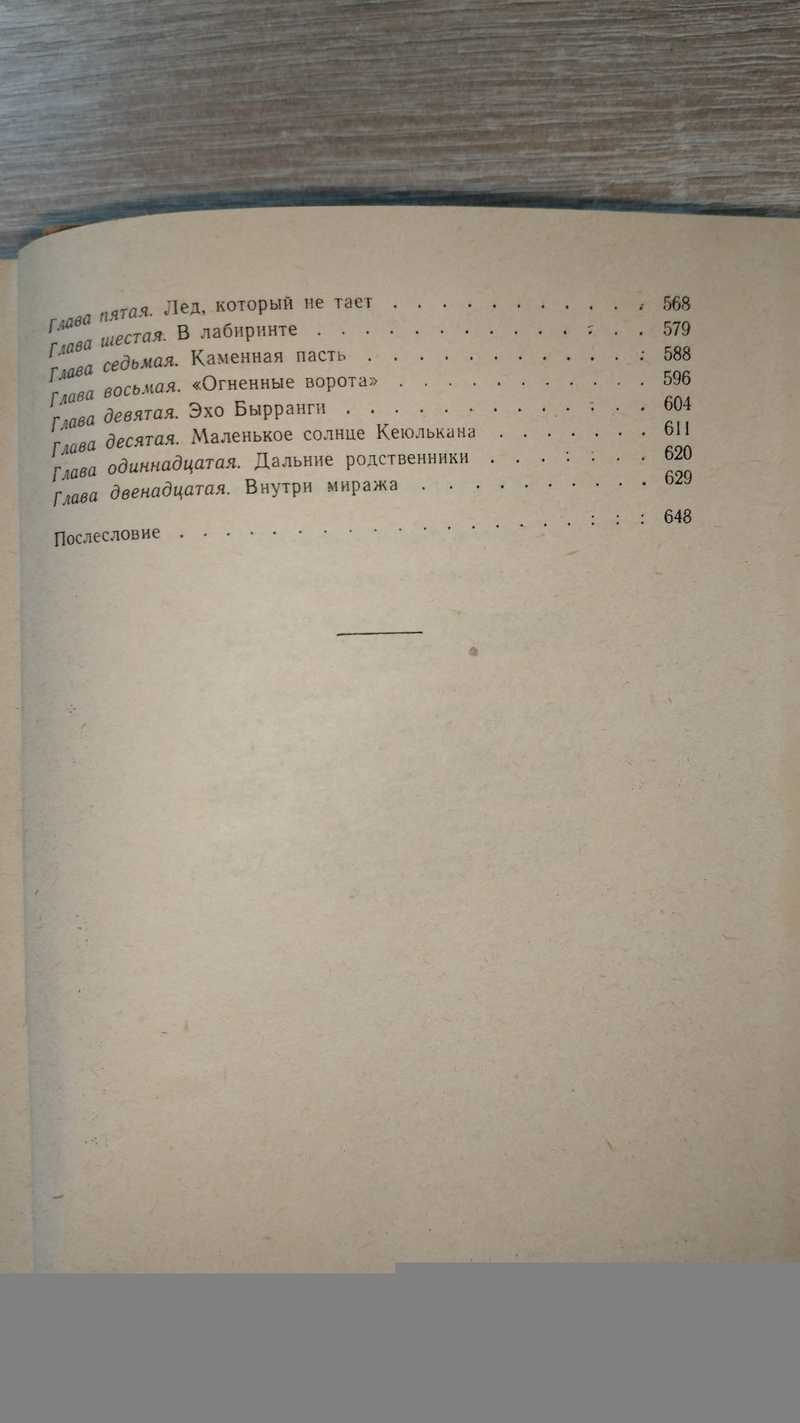 Глава пятая. Лед, который не тает . . . . . . . . . . . 568
Глава шестая. В лабиринте . . . . . . . . . . . . . . 579
Глава седьмая. Каменная пасть . . . . . . . . . . . . 588
Глава восьмая. «Огненные ворота» . . . . . . . . . . . 596
Глава девятая. Эхо Бырранги . . . . . . . . . . . . . 604
Глава десятая. Маленькое солнце Кеюлькана . . . . . . . 611
Глава одиннадцатая. Дальние родственники . . . . . . . 620
Глава двенадцатая. Внутри миража . . . . . . . . . . 629
Послесловие . . . . . . . . . . . . . . . . . . . . . 648